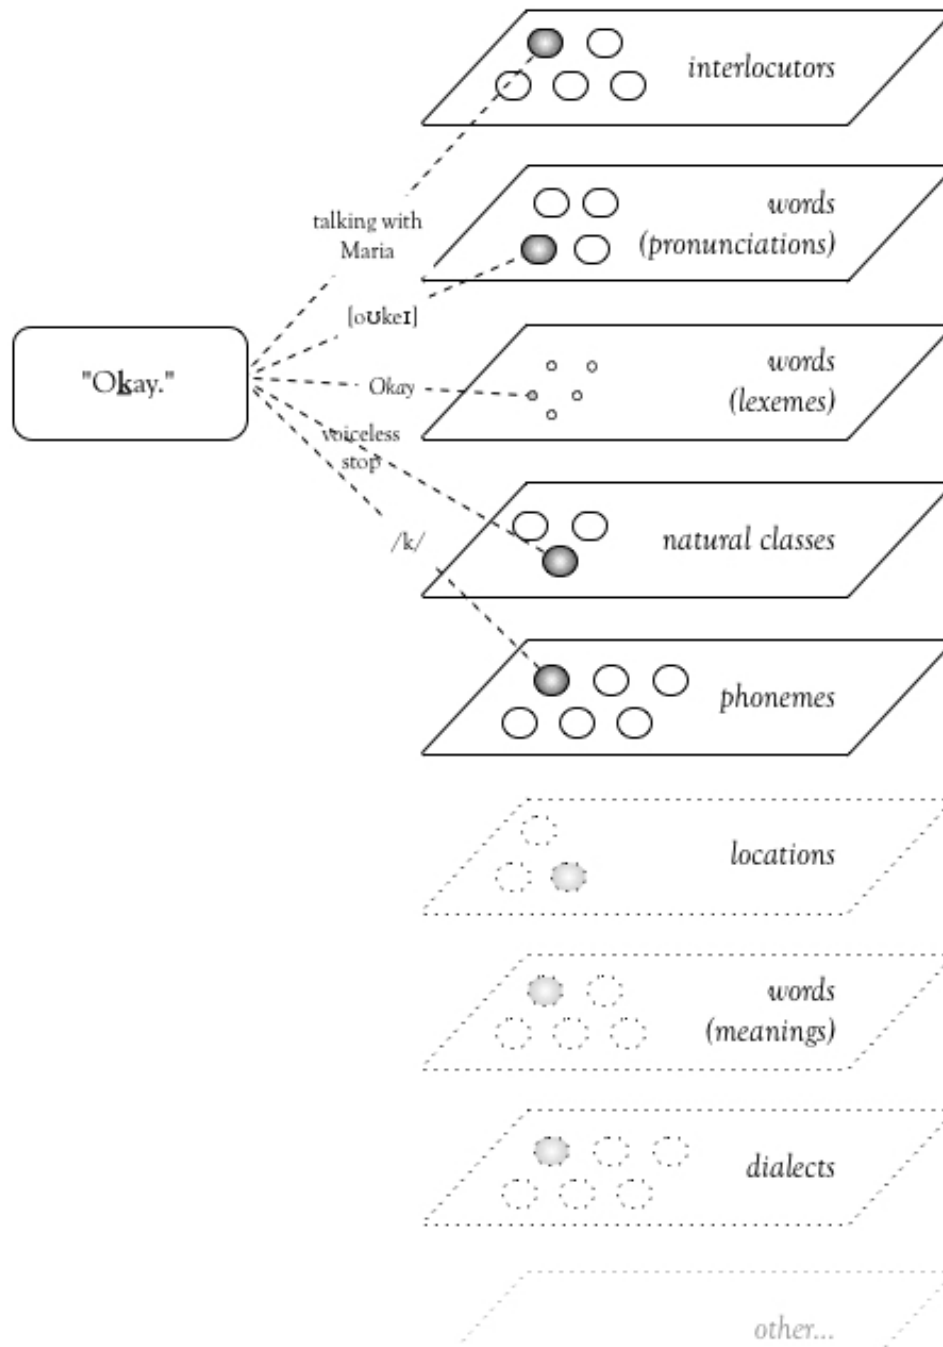 interlocutors
words
(pronunciations)
talking with
Maria
[oʊkeɪ]
"Okay."
Okay
words
(lexemes)
voiceless
stop
/k/
natural classes
phonemes
locations
words
(meanings)
dialects
other...